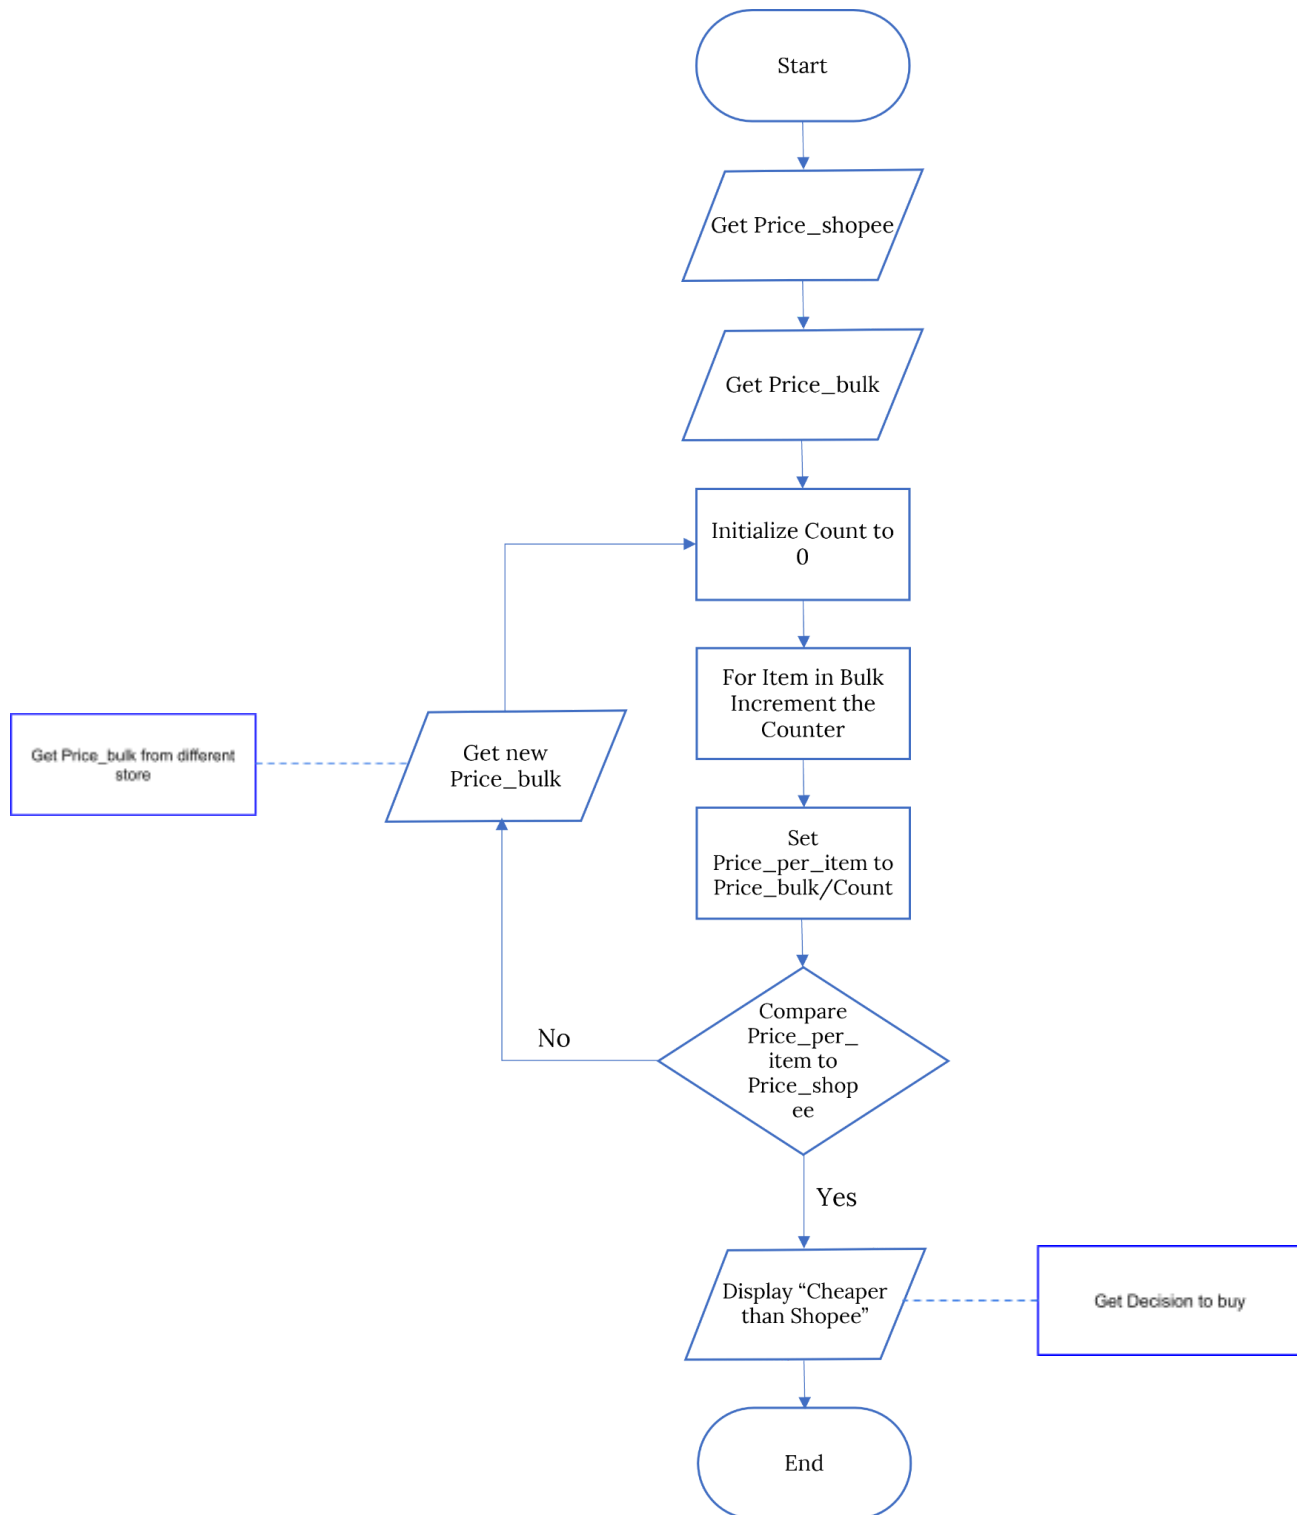 Start
Get Price_shopee
Get Price_bulk
Initialize Count to
0
For Item in Bulk
Increment the
Counter
Get Price_bulk from different
store
Get new
Price_bulk
Set
Price_per_item to
Price_bulk/Count
Compare
Price_per_
item to
Price_shop
ee
No
Yes
Display “Cheaper
than Shopee”
Get Decision to buy
End